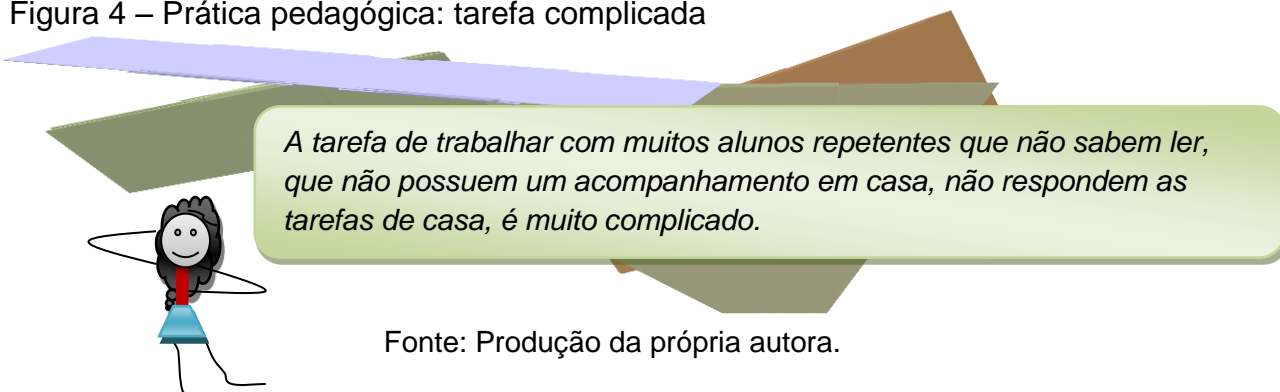 Figura 4 – Prática pedagógica: tarefa complicada
A tarefa de trabalhar com muitos alunos repetentes que não sabem ler,
que não possuem um acompanhamento em casa, não respondem as
tarefas de casa, é muito complicado.
Fonte: Produção da própria autora.